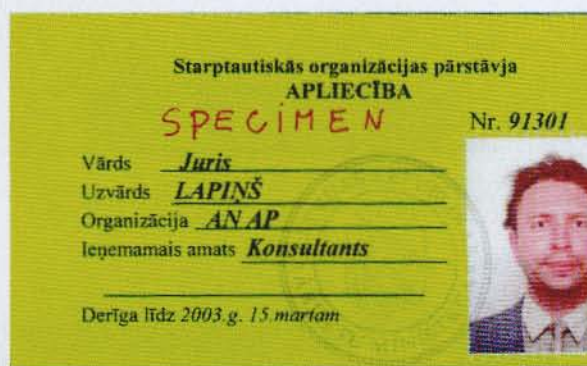 Starptautiskās organizācijas pārstāvja
APLIECĪBA
SPECIMEN
Nr. 91301
Vārds Juris
Uzvārds LAPIŅŠ
Organizācija AN AP
Ieņemamais amats Konsultants
Derīga līdz 2003.g. 15.martam